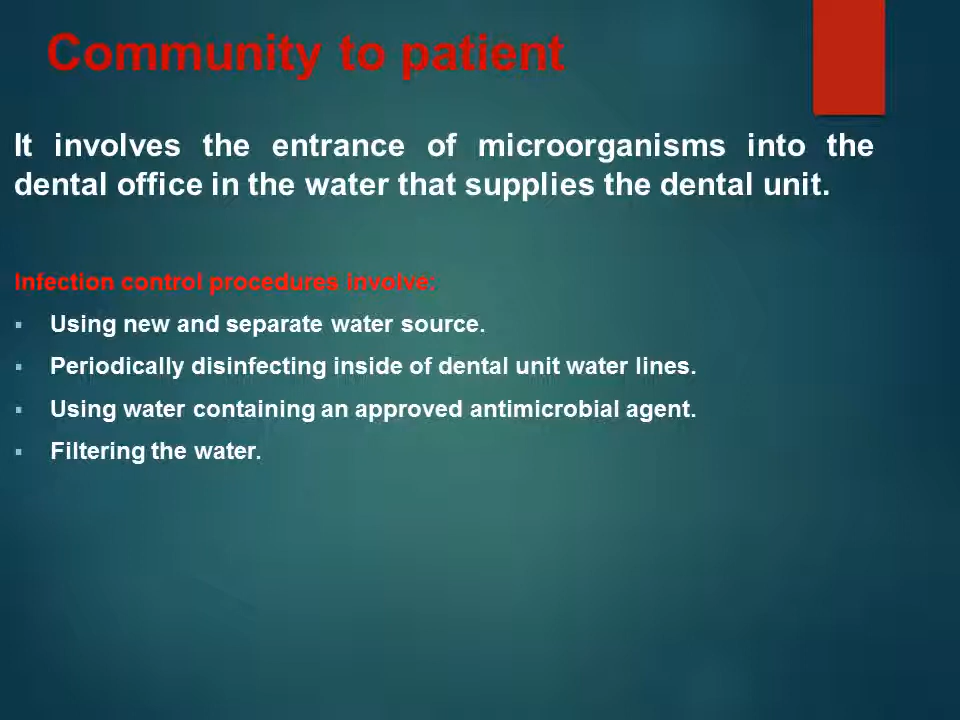 Community to patient
It involves the entrance of microorganisms into the
dental office in the water that supplies the dental unit.
Infection control procedures involve:
▪ Using new and separate water source.
▪ Periodically disinfecting inside of dental unit water lines.
▪ Using water containing an approved antimicrobial agent.
▪ Filtering the water.